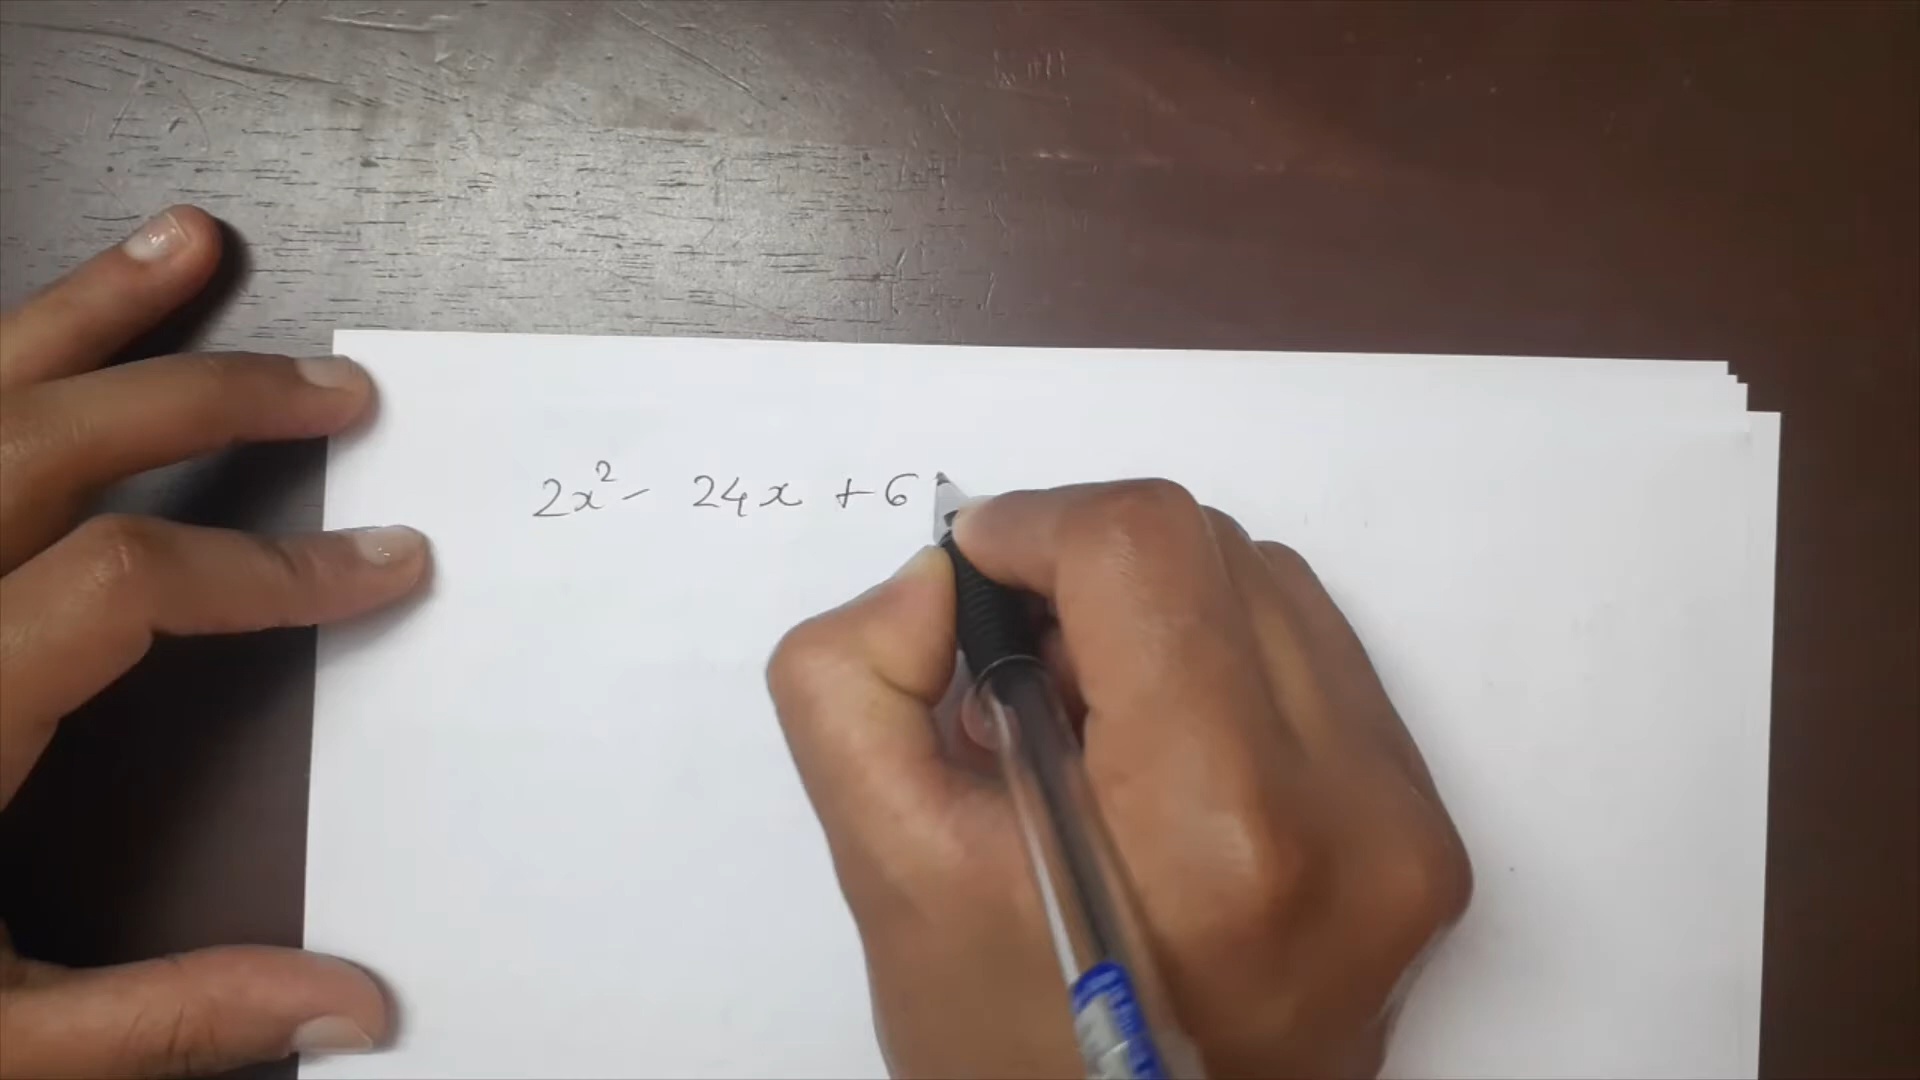 2x² - 24x + 6